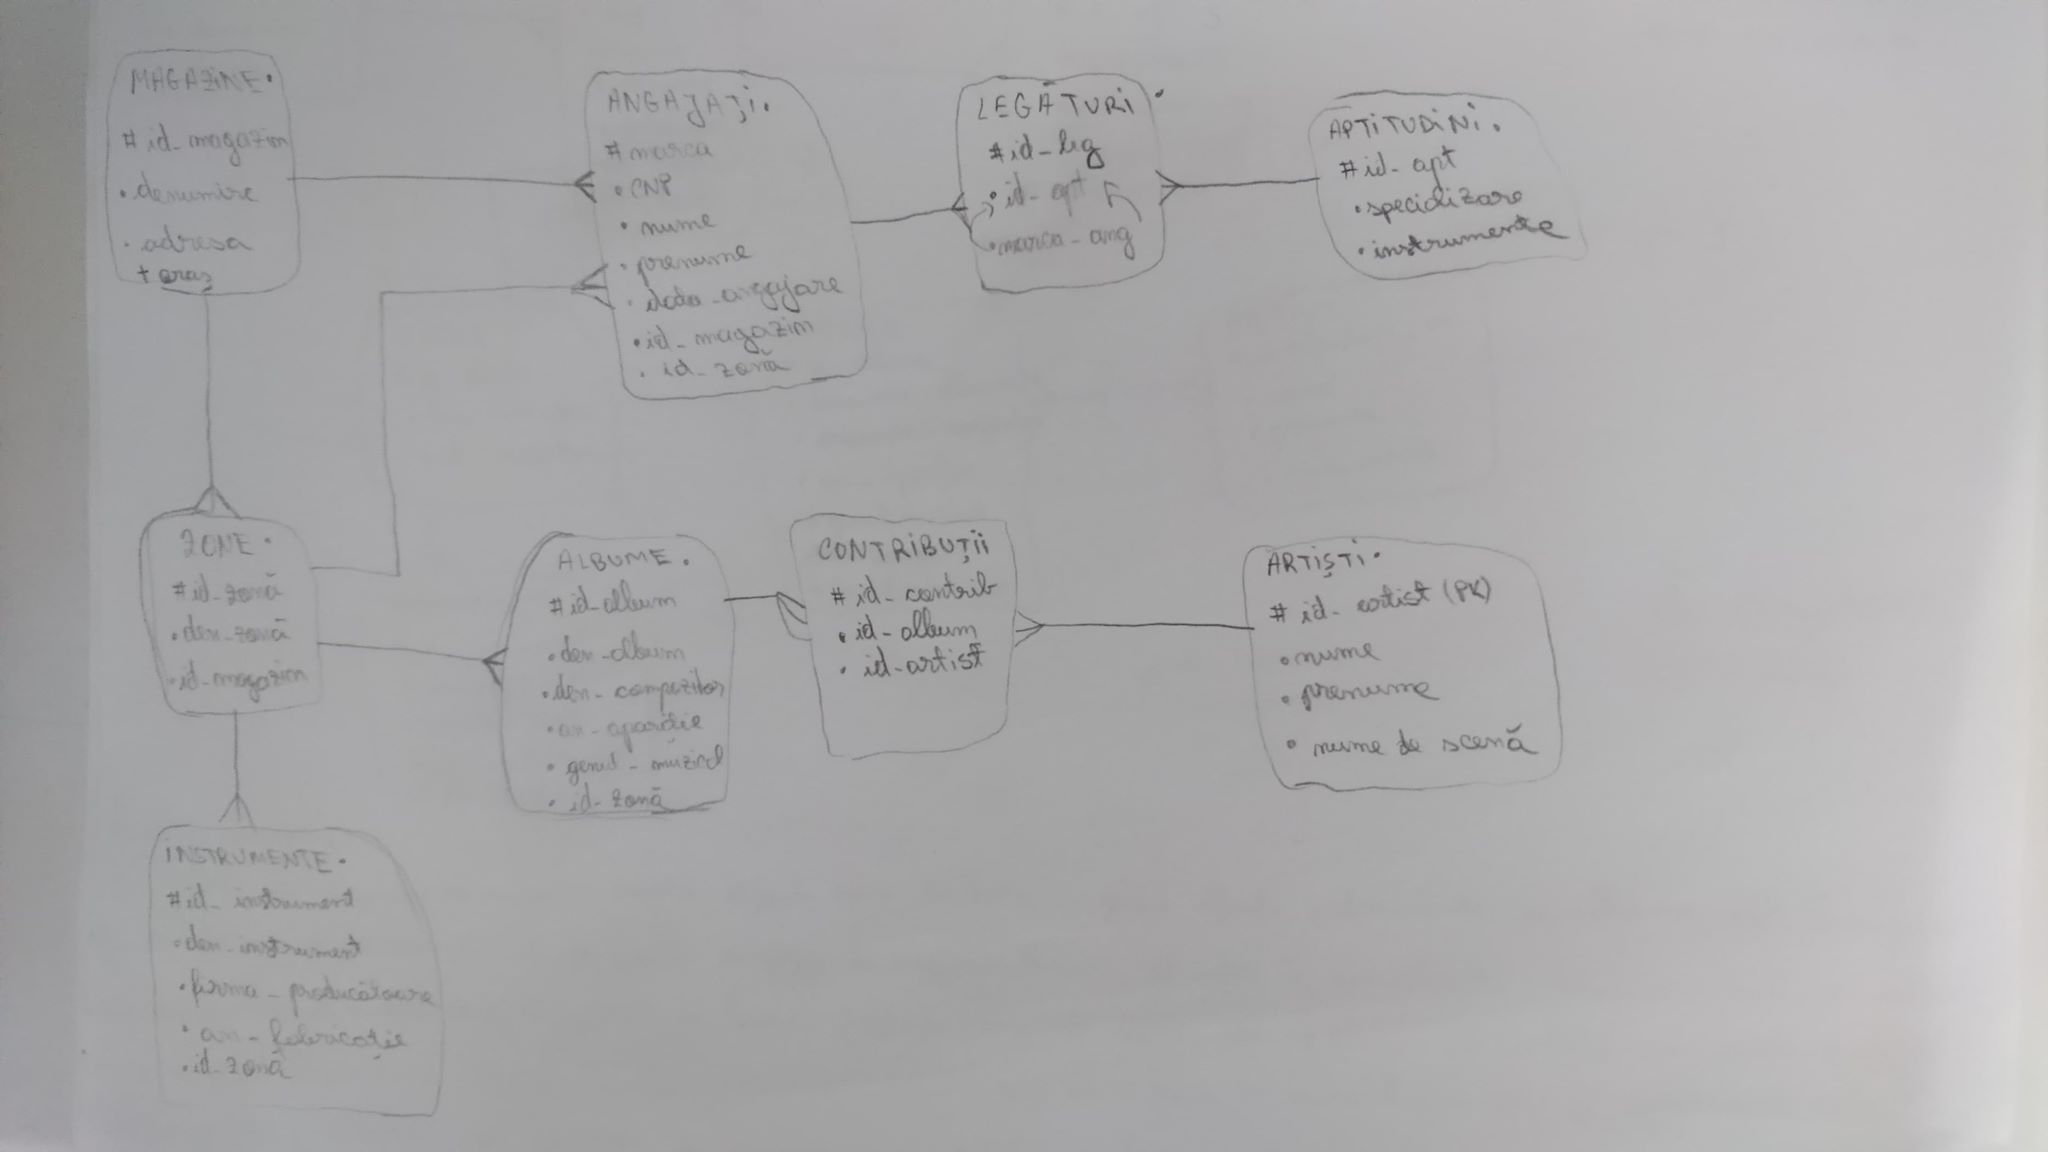 MAGAZINE.
# id_magazin
• denumire
• adresa
+ oraș
ANGAJAȚI.
# marca
• CNP
• nume
• prenume
• data_angajare
• id_magazin
• id_zonă
LEGĂTURI.
# id_leg
• id_apt
• marca_ang
APTITUDINI.
# id_apt
• specializare
• instrumente
ZONE.
# id_zonă
• den_zonă
• id_magazin
ALBUME.
# id_album
• den_album
• den_compozitor
• an_apariție
• genul_muzical
• id_zonă
CONTRIBUȚII
# id_contrib
• id_album
• id_artist
ARTIȘTI.
# id_artist (PK)
• nume
• prenume
• nume de scenă
INSTRUMENTE.
# id_instrument
• den_instrument
• firma_producătoare
• an_fabricație
• id_zonă